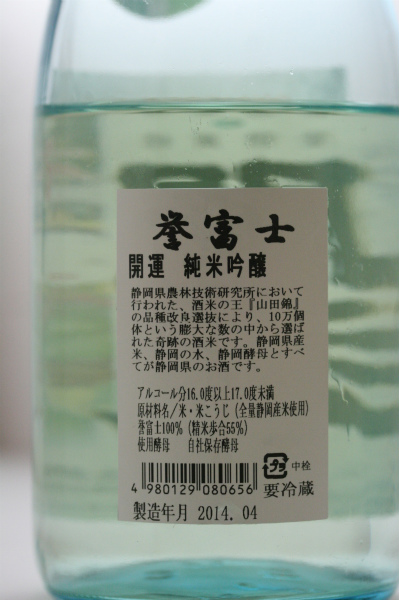 誉富士
開運 純米吟醸
静岡県農林技術研究所において
行われた、酒米の王『山田錦』
の品種改良選抜により、10万個
体という膨大な数の中から選ば
れた奇跡の酒米です。静岡県産
米、静岡の水、静岡酵母とすべ
てが静岡県のお酒です。
アルコール分16.0度以上17.0度未満
原材料名/米・米こうじ(全量静岡産米使用)
誉富士100%(精米歩合55%)
使用酵母 自社保存酵母
4 980129 080656
プラ 中栓
要冷蔵
製造年月 2014.04